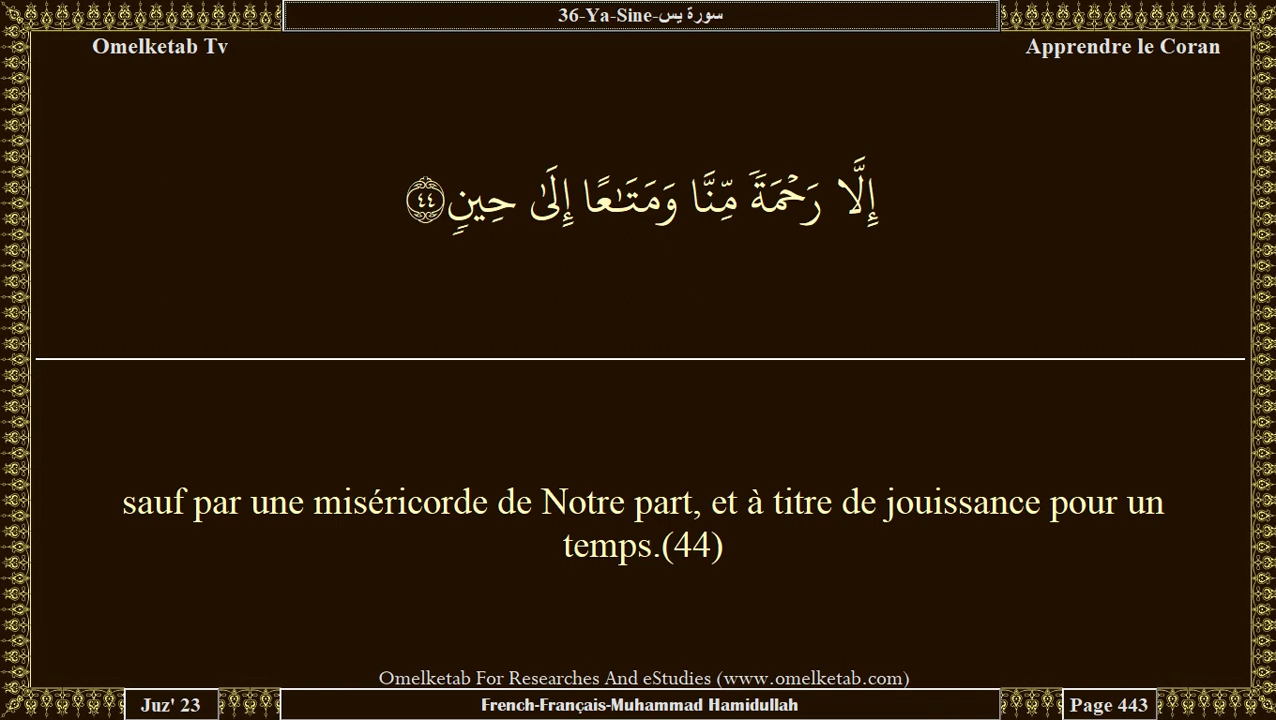 36-Ya-Sine-سورة يس
Omelketab Tv
Apprendre le Coran
إِلَّا رَحْمَةً مِّنَّا وَمَتَـٰعًا إِلَىٰ حِينٍ ٤٤
sauf par une miséricorde de Notre part, et à titre de jouissance pour un
temps.(44)
Omelketab For Researches And eStudies (www.omelketab.com)
Juz' 23
French-Français-Muhammad Hamidullah
Page 443